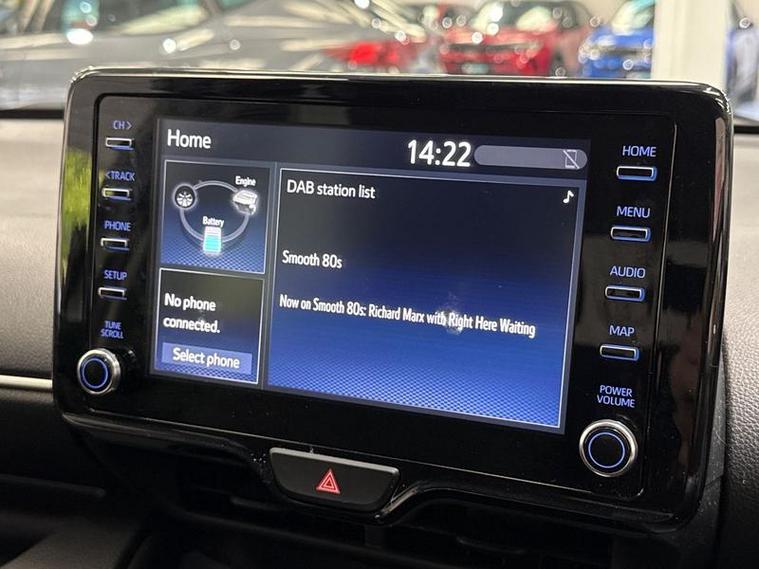 CH >
< TRACK
PHONE
SETUP
TUNE
SCROLL
Home
14:22
Engine
Battery
No phone
connected.
Select phone
DAB station list
Smooth 80s
Now on Smooth 80s: Richard Marx with Right Here Waiting
HOME
MENU
AUDIO
MAP
POWER
VOLUME